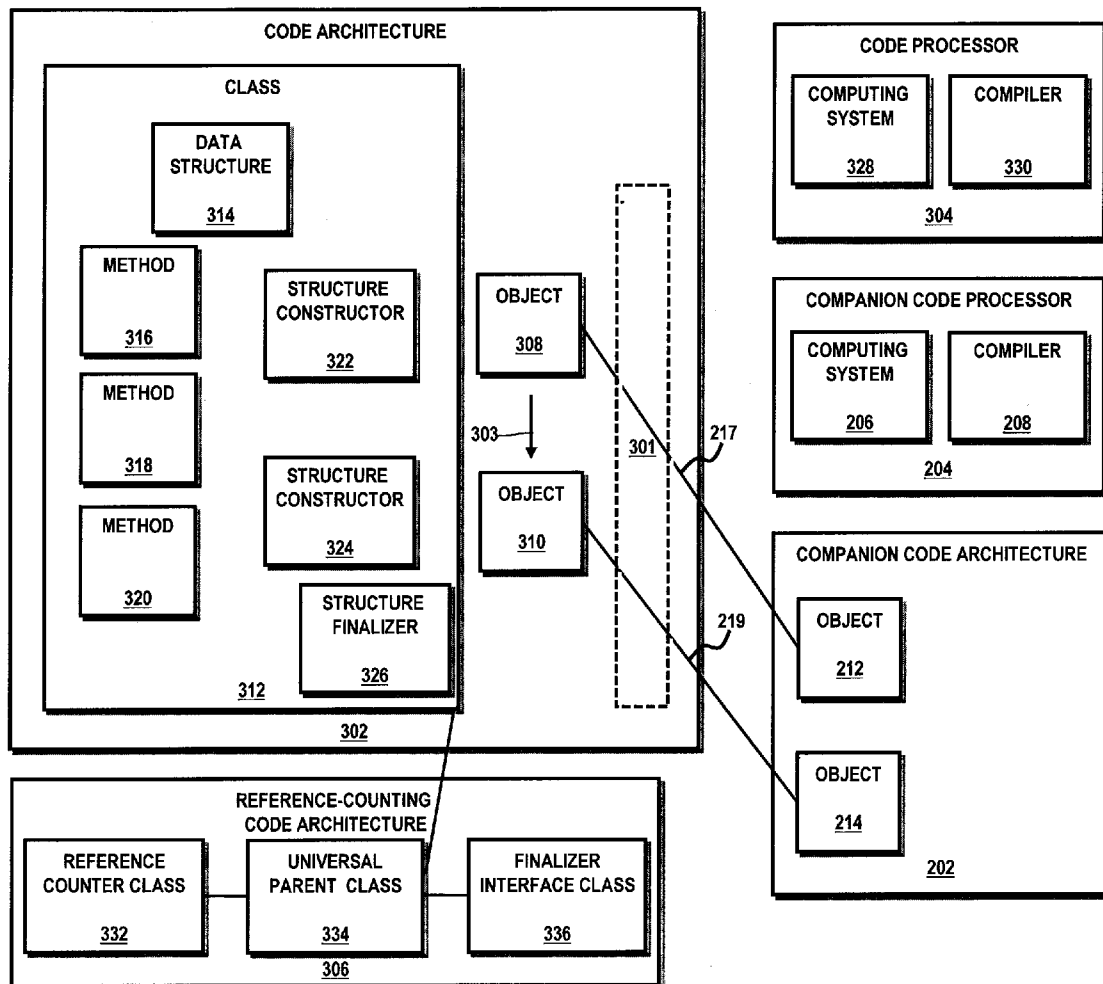 CODE ARCHITECTURE
CLASS
DATA
STRUCTURE
314
METHOD
316
METHOD
318
METHOD
320
STRUCTURE
CONSTRUCTOR
322
STRUCTURE
CONSTRUCTOR
324
STRUCTURE
FINALIZER
326
312
OBJECT
308
303
OBJECT
310
301
302
217
219
CODE PROCESSOR
COMPUTING
SYSTEM
328
COMPILER
330
304
COMPANION CODE PROCESSOR
COMPUTING
SYSTEM
206
COMPILER
208
204
COMPANION CODE ARCHITECTURE
OBJECT
212
OBJECT
214
202
REFERENCE-COUNTING
CODE ARCHITECTURE
REFERENCE
COUNTER CLASS
332
UNIVERSAL
PARENT CLASS
334
FINALIZER
INTERFACE CLASS
336
306